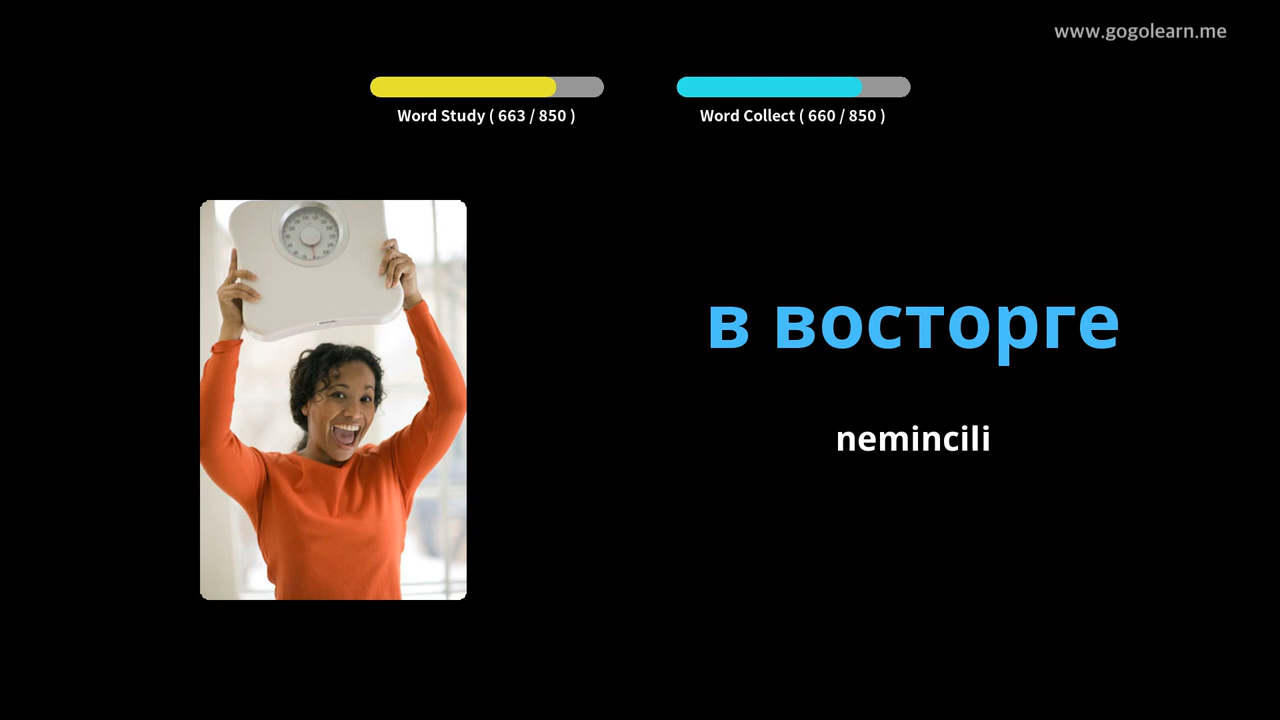 www.gogolearn.me
Word Study ( 663 / 850 )
Word Collect ( 660 / 850 )
в восторге
nemincili